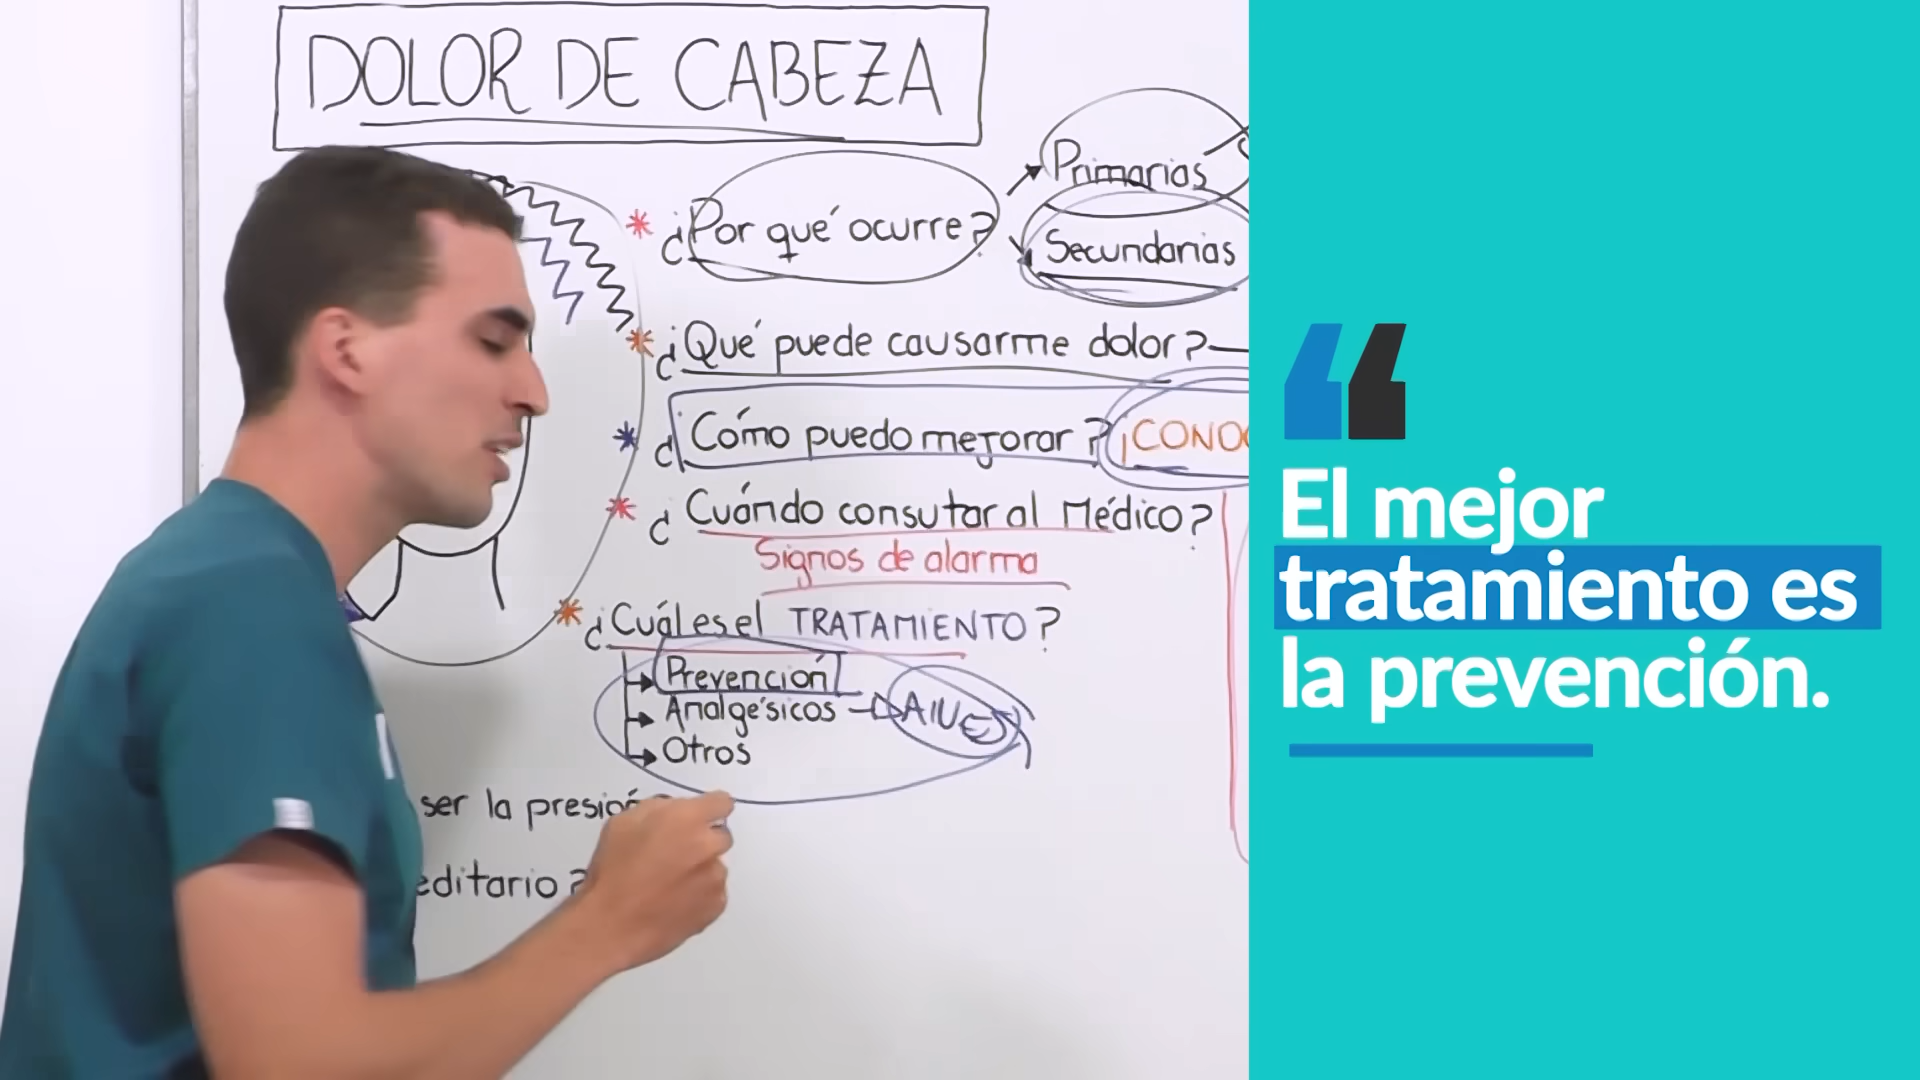 DOLOR DE CABEZA
¿Por qué ocurre?
Primarias
Secundarias
¿Qué puede causarme dolor?
¿Cómo puedo mejorar?
¡CONO
¿Cuándo consutar al Médico?
Signos de alarma
¿Cuál es el TRATAMIENTO?
Prevención
Analgésicos
AINES
Otros
ser la presió
editario?
El mejor
tratamiento es
la prevención.